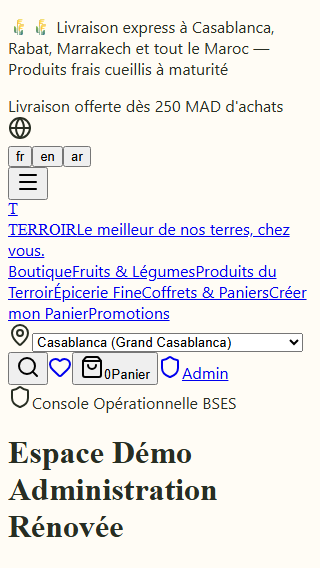 Livraison express à Casablanca,
Rabat, Marrakech et tout le Maroc —
Produits frais cueillis à maturité
Livraison offerte dès 250 MAD d'achats
fr en ar
T
TERROIRLe meilleur de nos terres, chez
vous.
BoutiqueFruits & LégumesProduits du
TerroirÉpicerie FineCoffrets & PaniersCréer
mon PanierPromotions
Casablanca (Grand Casablanca)
0Panier Admin
Console Opérationnelle BSES
Espace Démo
Administration
Rénovée